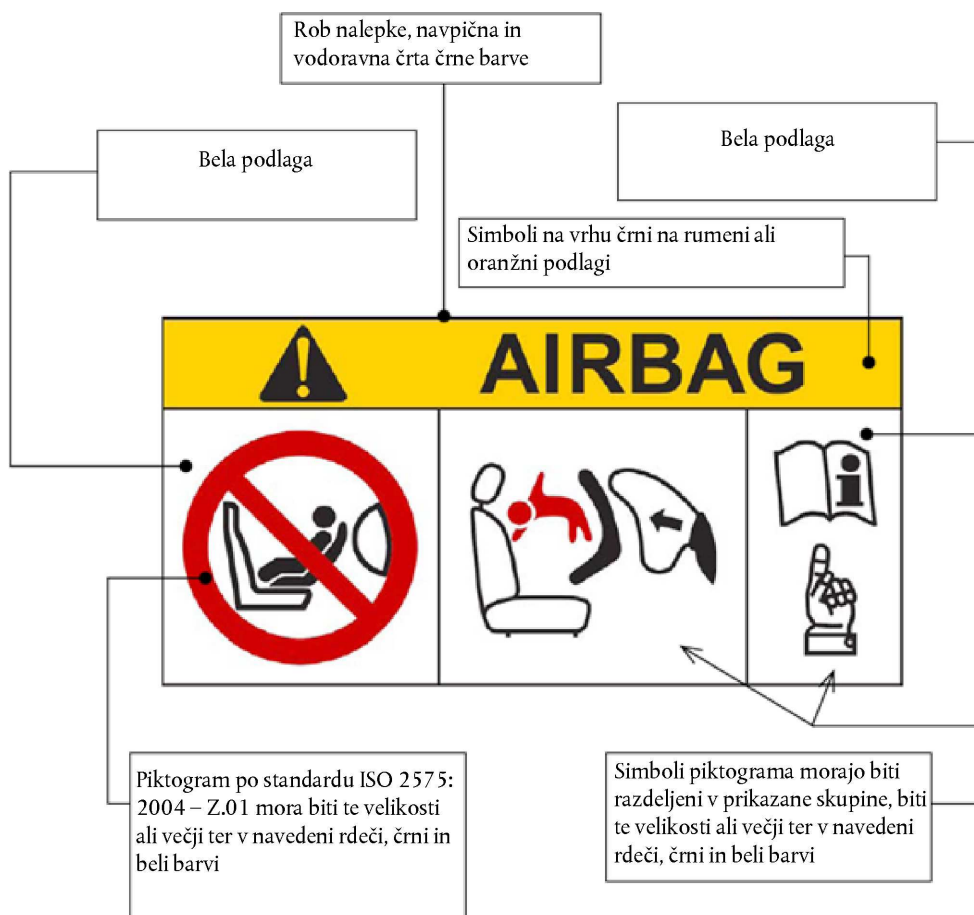 Rob nalepke, navpična in
vodoravna črta črne barve
Bela podlaga
Bela podlaga
Simboli na vrhu črni na rumeni ali
oranžni podlagi
AIRBAG
Piktogram po standardu ISO 2575:
2004 – Z.01 mora biti te velikosti
ali večji ter v navedeni rdeči, črni in
beli barvi
Simboli piktograma morajo biti
razdeljeni v prikazane skupine, biti
te velikosti ali večji ter v navedeni
rdeči, črni in beli barvi